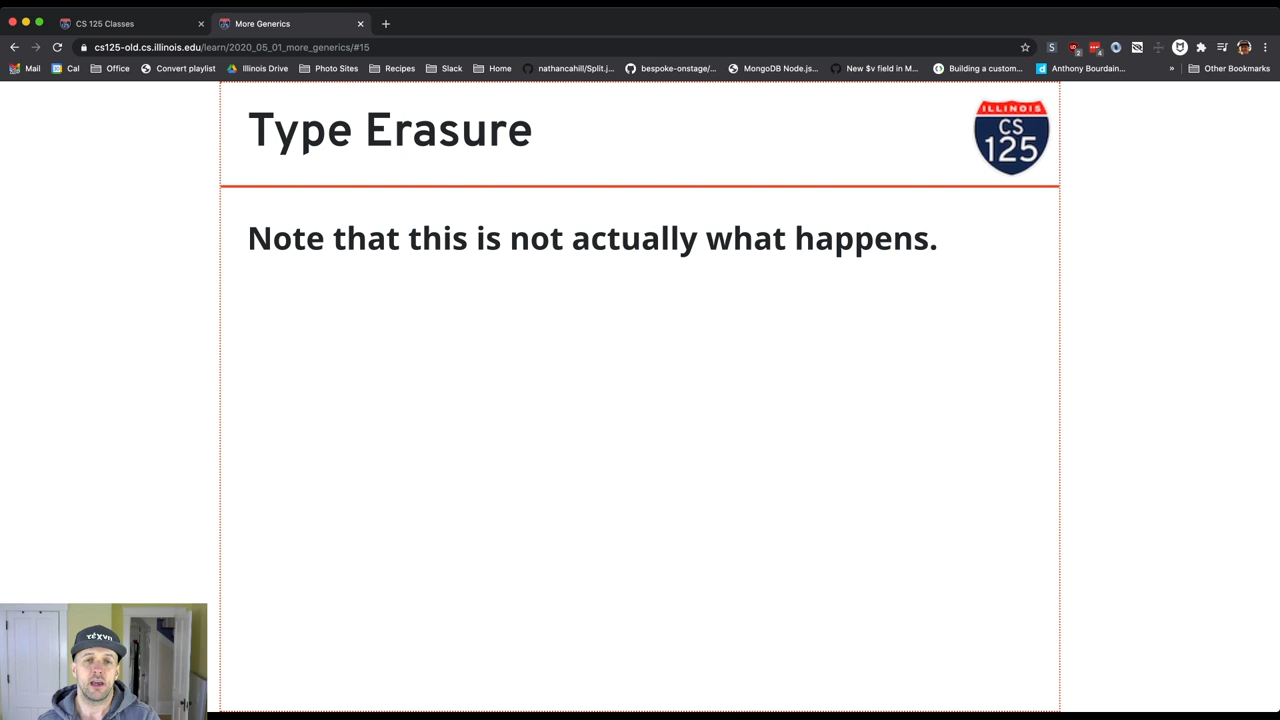 CS 125 Classes
More Generics
cs125-old.cs.illinois.edu/learn/2020_05_01_more_generics/#15
Mail Cal Office Convert playlist Illinois Drive Photo Sites Recipes Slack Home nathancahill/Split.j... bespoke-onstage/... MongoDB Node.js... New $v field in M... Building a custom... Anthony Bourdain... » Other Bookmarks
Type Erasure
ILLINOIS
CS
125
Note that this is not actually what happens.